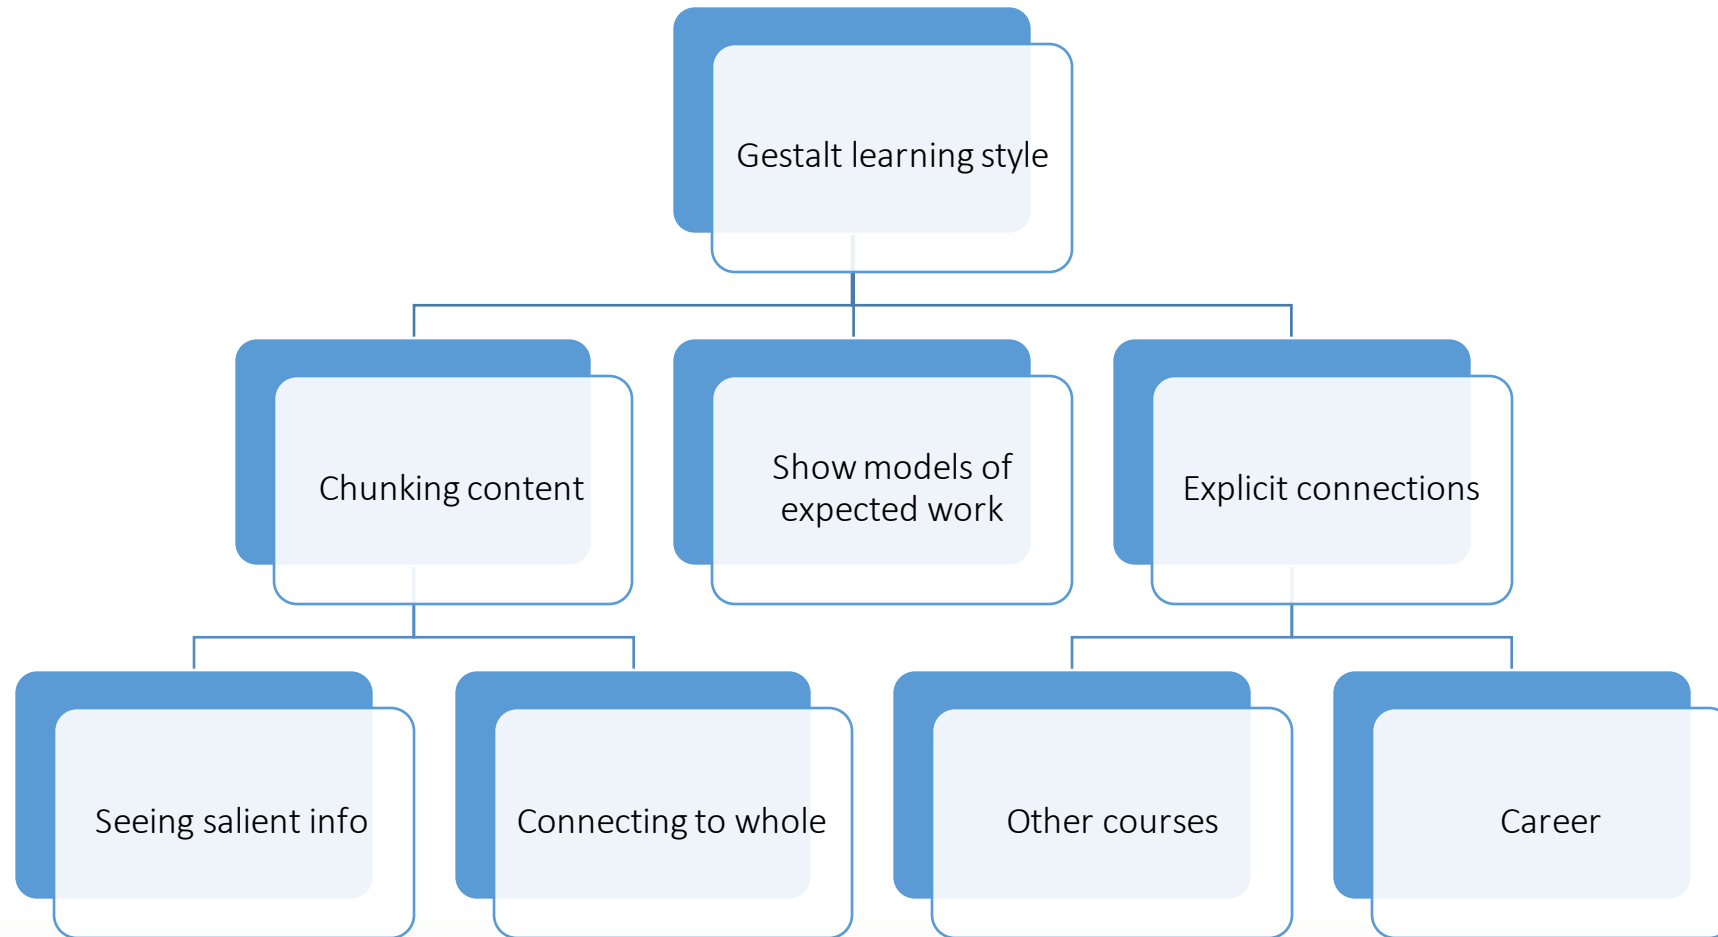 Gestalt learning style
Chunking content
Show models of
expected work
Explicit connections
Seeing salient info
Connecting to whole
Other courses
Career